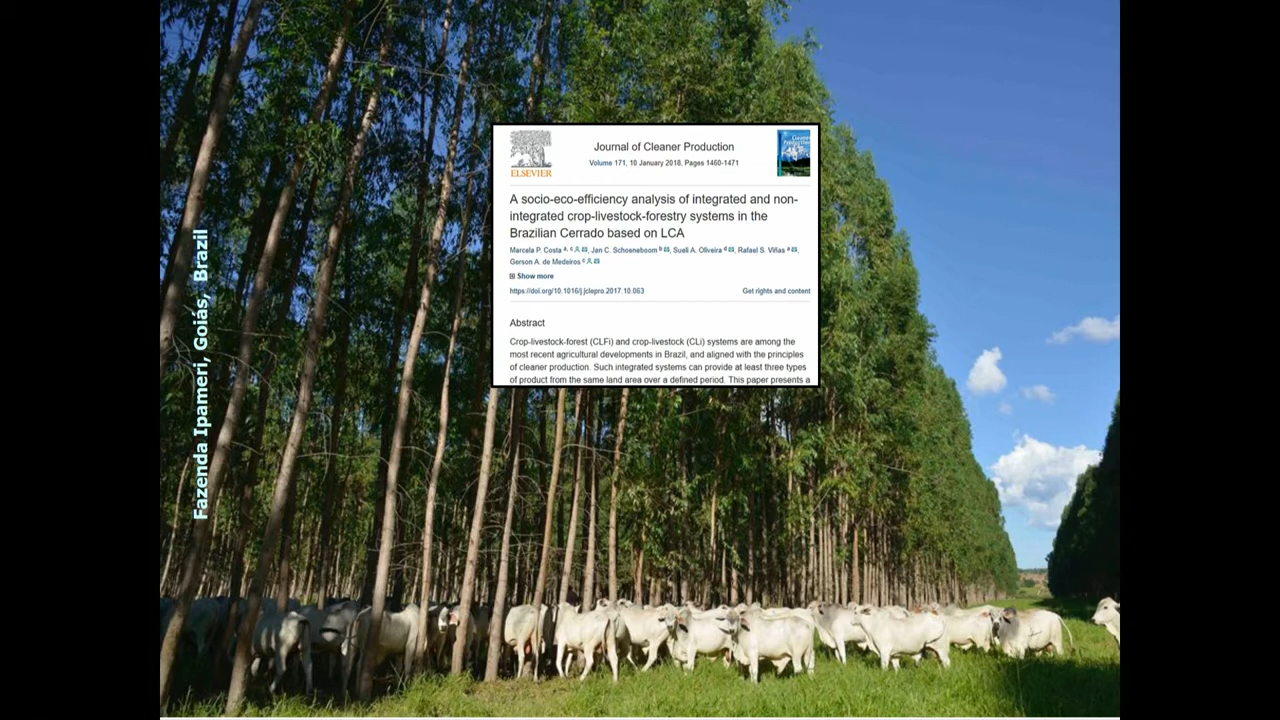 Fazenda Ipameri, Goiás, Brazil
ELSEVIER
Journal of Cleaner Production
Volume 171, 10 January 2018, Pages 1460-1471
Cleaner
Production
A socio-eco-efficiency analysis of integrated and non-
integrated crop-livestock-forestry systems in the
Brazilian Cerrado based on LCA
Marcela P. Costa a, c, Jan C. Schoeneboom b, Sueli A. Oliveira d, Rafael S. Viñas a,
Gerson A. de Medeiros c
Show more
https://doi.org/10.1016/j.jclepro.2017.10.063
Get rights and content
Abstract
Crop-livestock-forest (CLFi) and crop-livestock (CLi) systems are among the
most recent agricultural developments in Brazil, and aligned with the principles
of cleaner production. Such integrated systems can provide at least three types
of product from the same land area over a defined period. This paper presents a